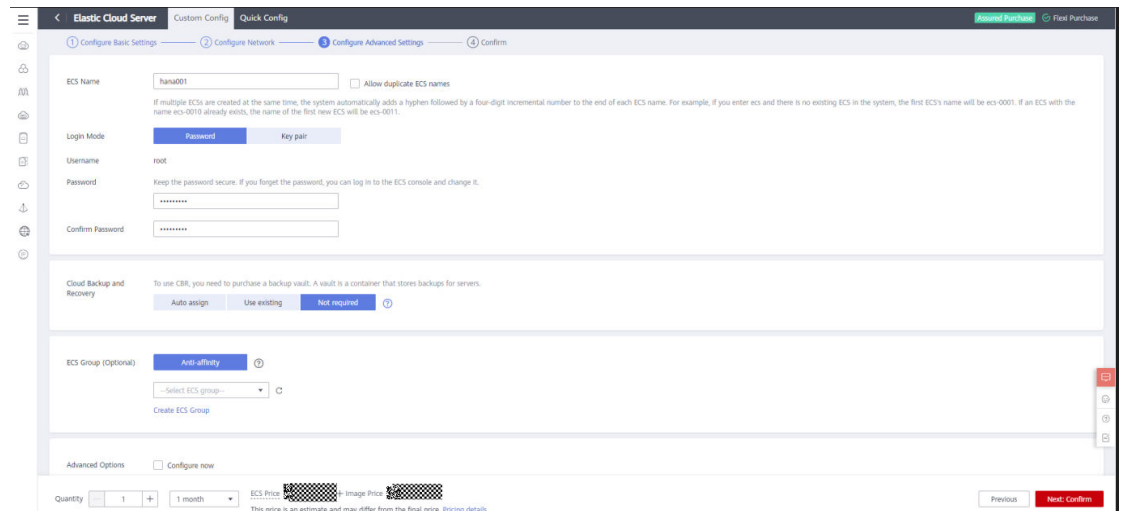 Elastic Cloud Server Custom Config Quick Config Assured Purchase Flexi Purchase
1 Configure Basic Settings 2 Configure Network 3 Configure Advanced Settings 4 Confirm
ECS Name hana001 Allow duplicate ECS names
If multiple ECSs are created at the same time, the system automatically adds a hyphen followed by a four-digit incremental number to the end of each ECS name. For example, if you enter ecs and there is no existing ECS in the system, the first ECS's name will be ecs-0001. If an ECS with the
name ecs-0010 already exists, the name of the first new ECS will be ecs-0011.
Login Mode Password Key pair
Username root
Password Keep the password secure. If you forget the password, you can log in to the ECS console and change it.
•••••••••
Confirm Password •••••••••
Cloud Backup and
Recovery
To use CBR, you need to purchase a backup vault. A vault is a container that stores backups for servers.
Auto assign Use existing Not required ?
ECS Group (Optional) Anti-affinity ?
--Select ECS group--
Create ECS Group
Advanced Options Configure now
Quantity 1 + 1 month ECS Price + Image Price
This price is an estimate and may differ from the final price. Pricing details
Previous Next: Confirm